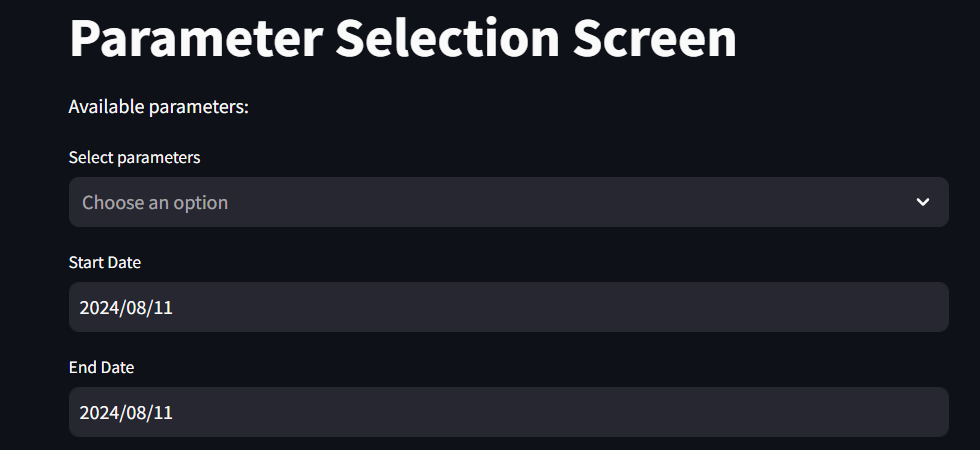 Parameter Selection Screen
Available parameters:
Select parameters
Choose an option
Start Date
2024/08/11
End Date
2024/08/11